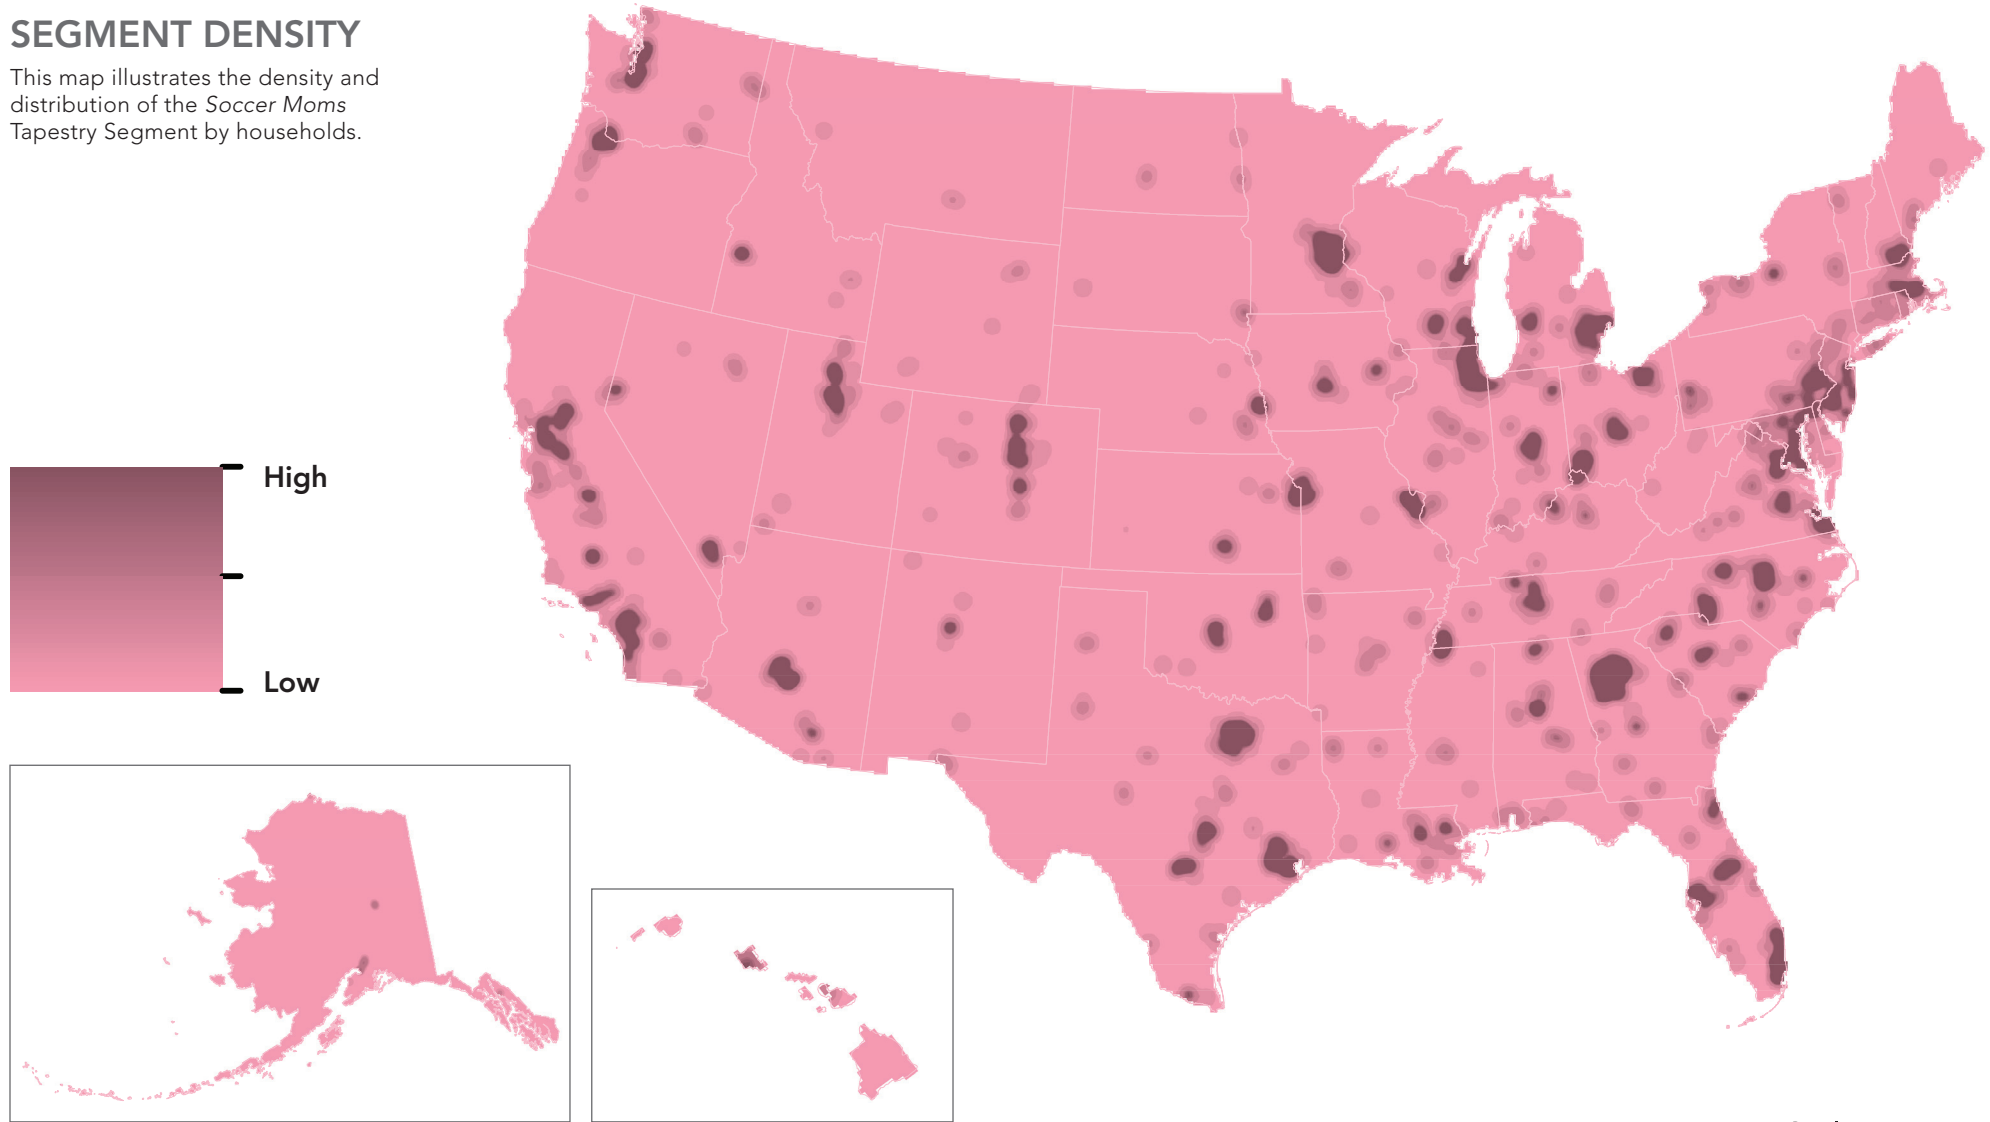 SEGMENT DENSITY
This map illustrates the density and
distribution of the Soccer Moms
Tapestry Segment by households.
High
Low